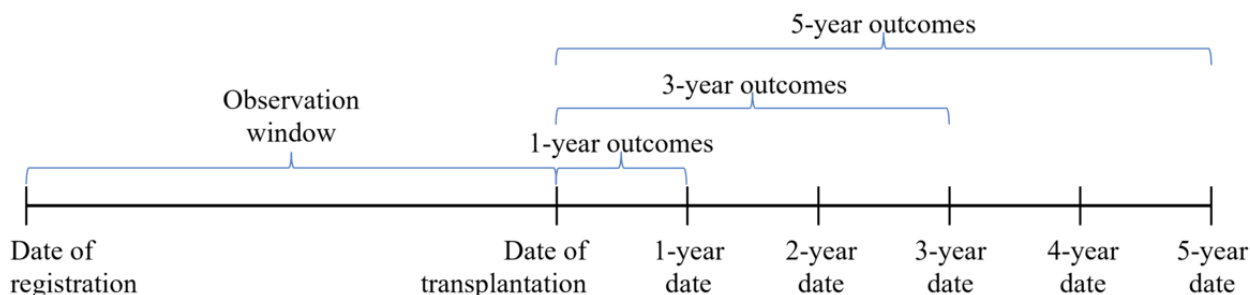 5-year outcomes
3-year outcomes
Observation
window
1-year outcomes
Date of
registration
Date of
transplantation
1-year
date
2-year
date
3-year
date
4-year
date
5-year
date